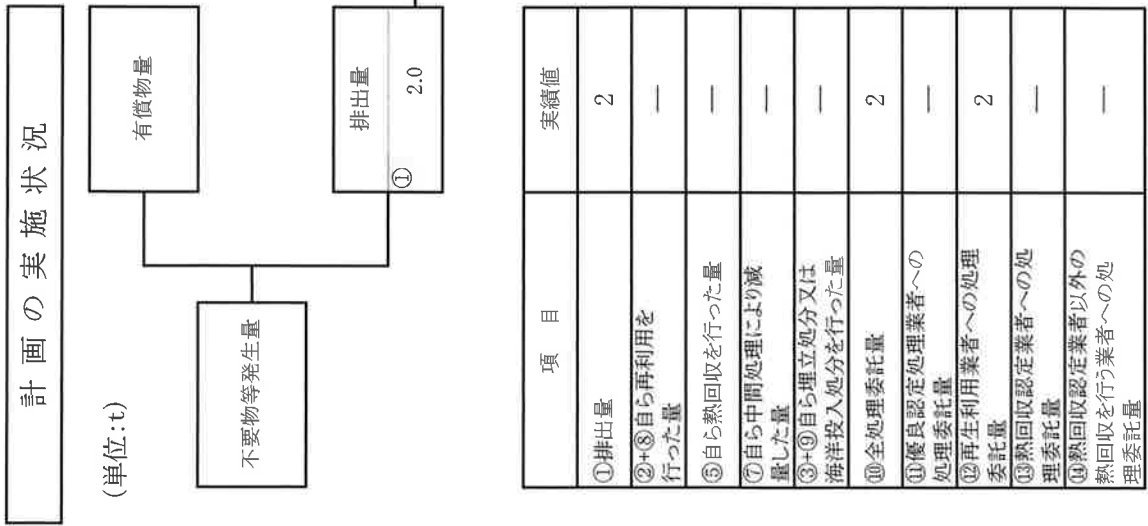 計画の実施状況
(単位:t)
不要物等発生量
有償物量
排出量
① 2.0
項 目 実績値
①排出量 2
②+⑧自ら再利用を
行った量 ―
⑤自ら熱回収を行った量 ―
⑦自ら中間処理により減
量した量 ―
③+⑨自ら埋立処分又は
海洋投入処分を行った量 ―
⑩全処理委託量 2
⑪優良認定処理業者への
処理委託量 ―
⑫再生利用業者への処理
委託量 2
⑬熱回収認定業者への処
理委託量 ―
⑭熱回収認定業者以外の
熱回収を行う業者への処
理委託量 ―